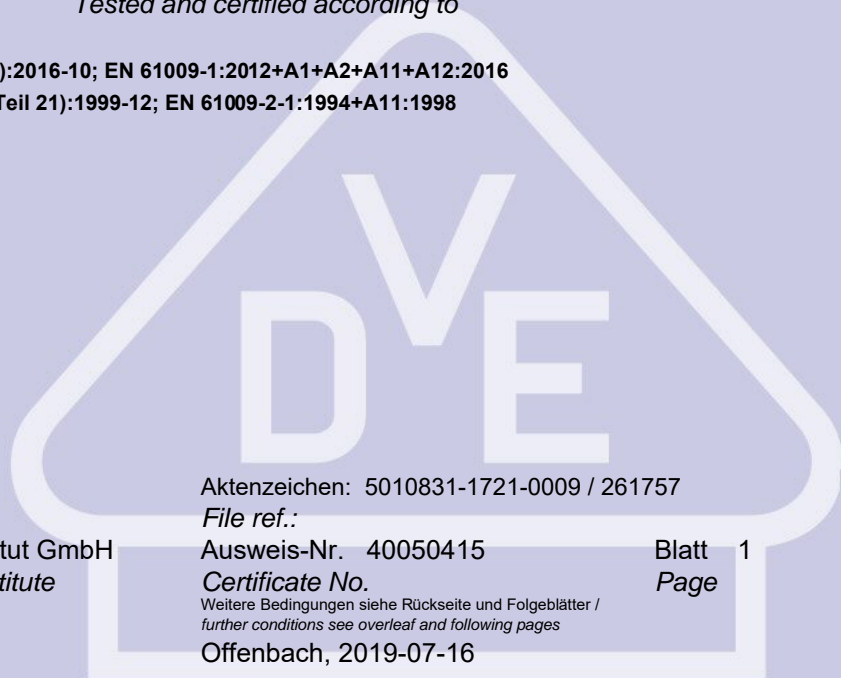 Tested and certified according to
):2016-10; EN 61009-1:2012+A1+A2+A11+A12:2016
Teil 21):1999-12; EN 61009-2-1:1994+A11:1998
VDE
Aktenzeichen: 5010831-1721-0009 / 261757
File ref.:
tut GmbH Ausweis-Nr. 40050415 Blatt 1
titute Certificate No. Page
Weitere Bedingungen siehe Rückseite und Folgeblätter /
further conditions see overleaf and following pages
Offenbach, 2019-07-16